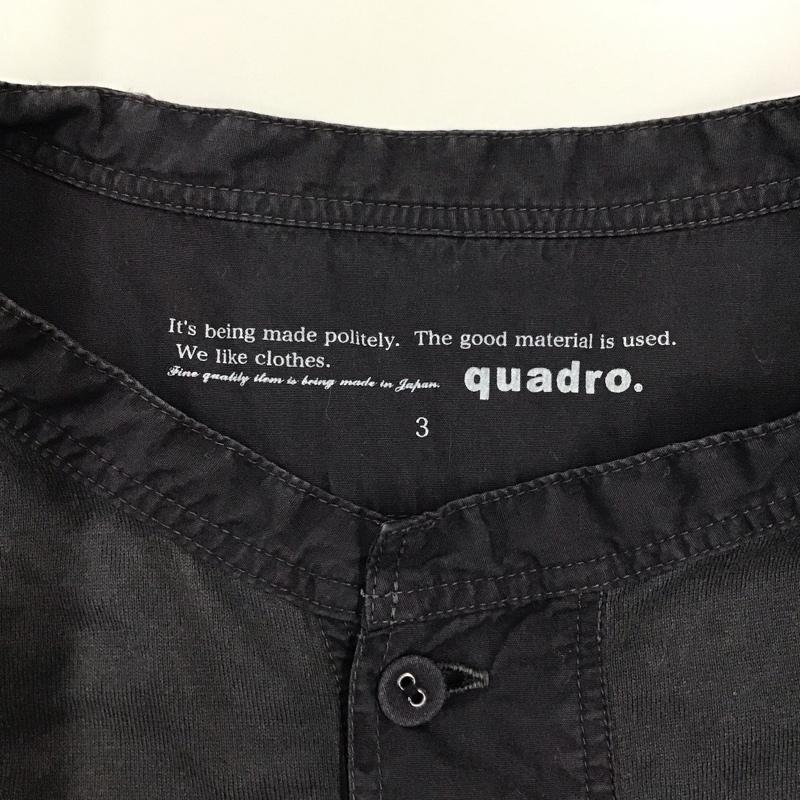 It's being made politely. The good material is used.
We like clothes.
Fine quality item is being made in Japan.
quadro.
3